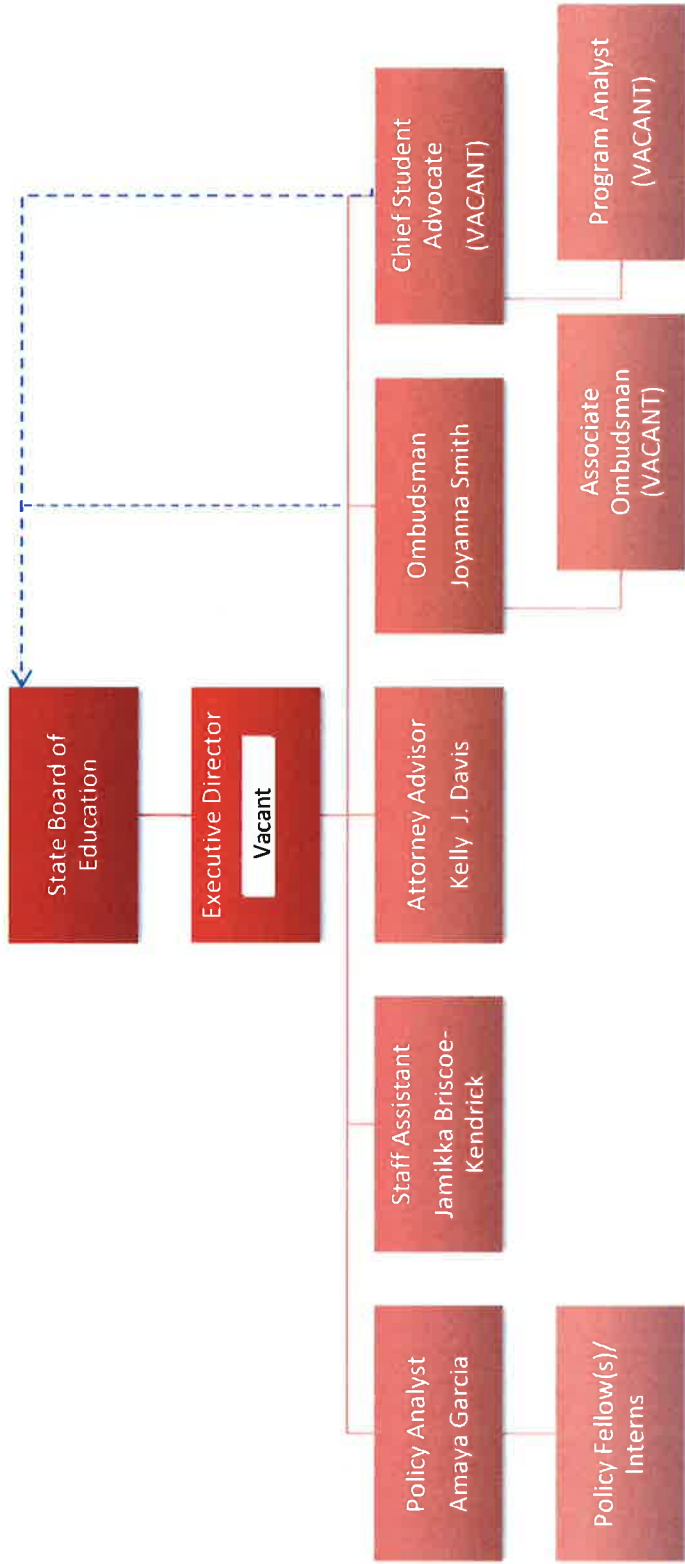 State Board of
Education
Executive Director
Vacant
Policy Analyst
Amaya Garcia
Staff Assistant
Jamikka Briscoe-
Kendrick
Attorney Advisor
Kelly J. Davis
Ombudsman
Joyanna Smith
Chief Student
Advocate
(VACANT)
Policy Fellow(s)/
Interns
Associate
Ombudsman
(VACANT)
Program Analyst
(VACANT)